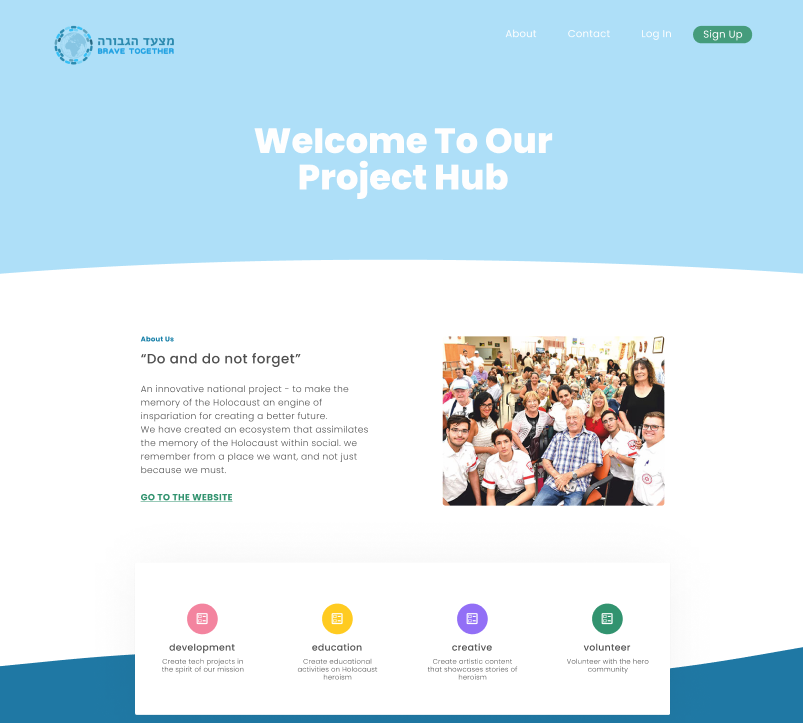 מצעד הגבורה
BRAVE TOGETHER
About
Contact
Log In
Sign Up
Welcome To Our
Project Hub
About Us
“Do and do not forget”
An innovative national project - to make the
memory of the Holocaust an engine of
inspariation for creating a better future.
We have created an ecosystem that assimilates
the memory of the Holocaust within social. we
remember from a place we want, and not just
because we must.
GO TO THE WEBSITE
development
Create tech projects in
the spirit of our mission
education
Create educational
activities on Holocaust
heroism
creative
Create artistic content
that showcases stories of
heroism
volunteer
Volunteer with the hero
community